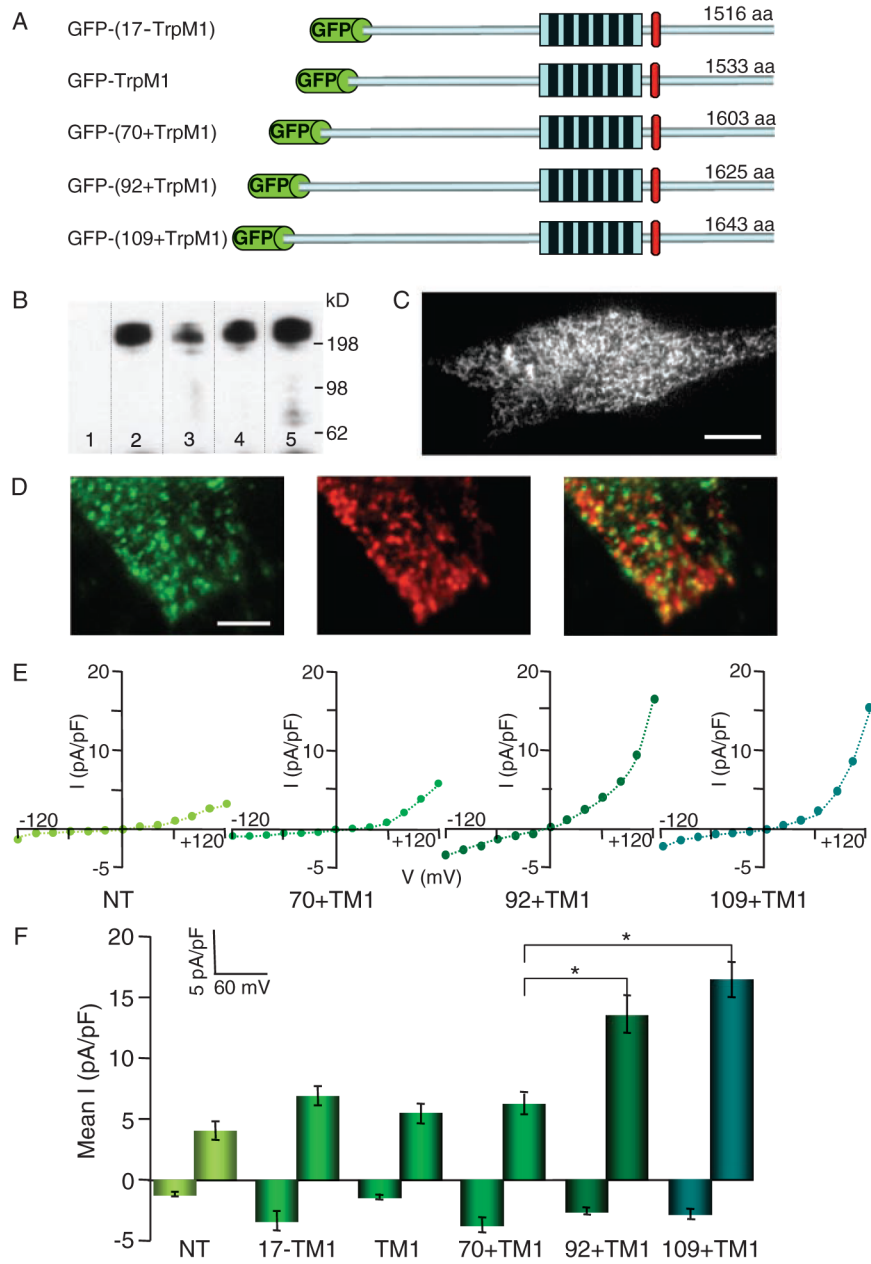 A
GFP-(17-TrpM1) GFP 1516 aa
GFP-TrpM1 GFP 1533 aa
GFP-(70+TrpM1) GFP 1603 aa
GFP-(92+TrpM1) GFP 1625 aa
GFP-(109+TrpM1) GFP 1643 aa
B
kD
198
98
62
1 2 3 4 5
C
D
E
20 20 20 20
I (pA/pF) I (pA/pF) I (pA/pF) I (pA/pF)
10 10 10 10
-120 -120 -120 -120
+120 +120 +120 +120
-5 -5 -5 -5
V (mV)
NT 70+TM1 92+TM1 109+TM1
F
Mean I (pA/pF)
20
15
10
5
0
-5
5 pA/pF
60 mV
*
*
NT 17-TM1 TM1 70+TM1 92+TM1 109+TM1